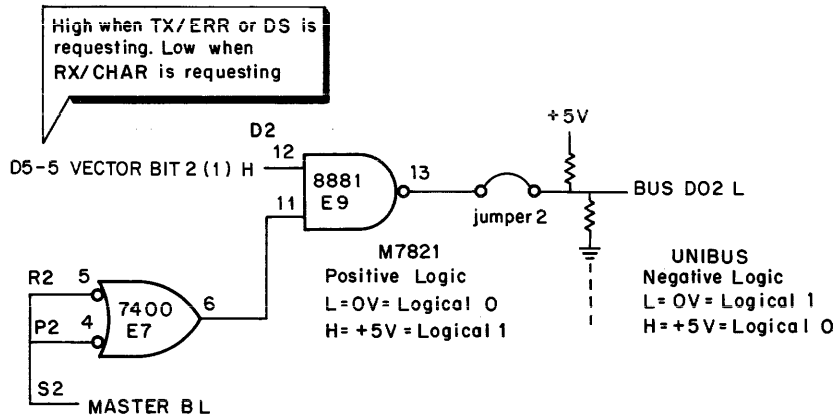 High when TX/ERR or DS is
requesting. Low when
RX/CHAR is requesting
D2
+5V
12
D5-5 VECTOR BIT 2 (1) H
8881
E9
13
11
jumper 2
BUS D02 L
M7821
Positive Logic
L=0V=Logical 0
H=+5V=Logical 1
UNIBUS
Negative Logic
L=0V=Logical 1
H=+5V=Logical 0
R2
5
7400
E7
6
P2
4
S2
MASTER B L